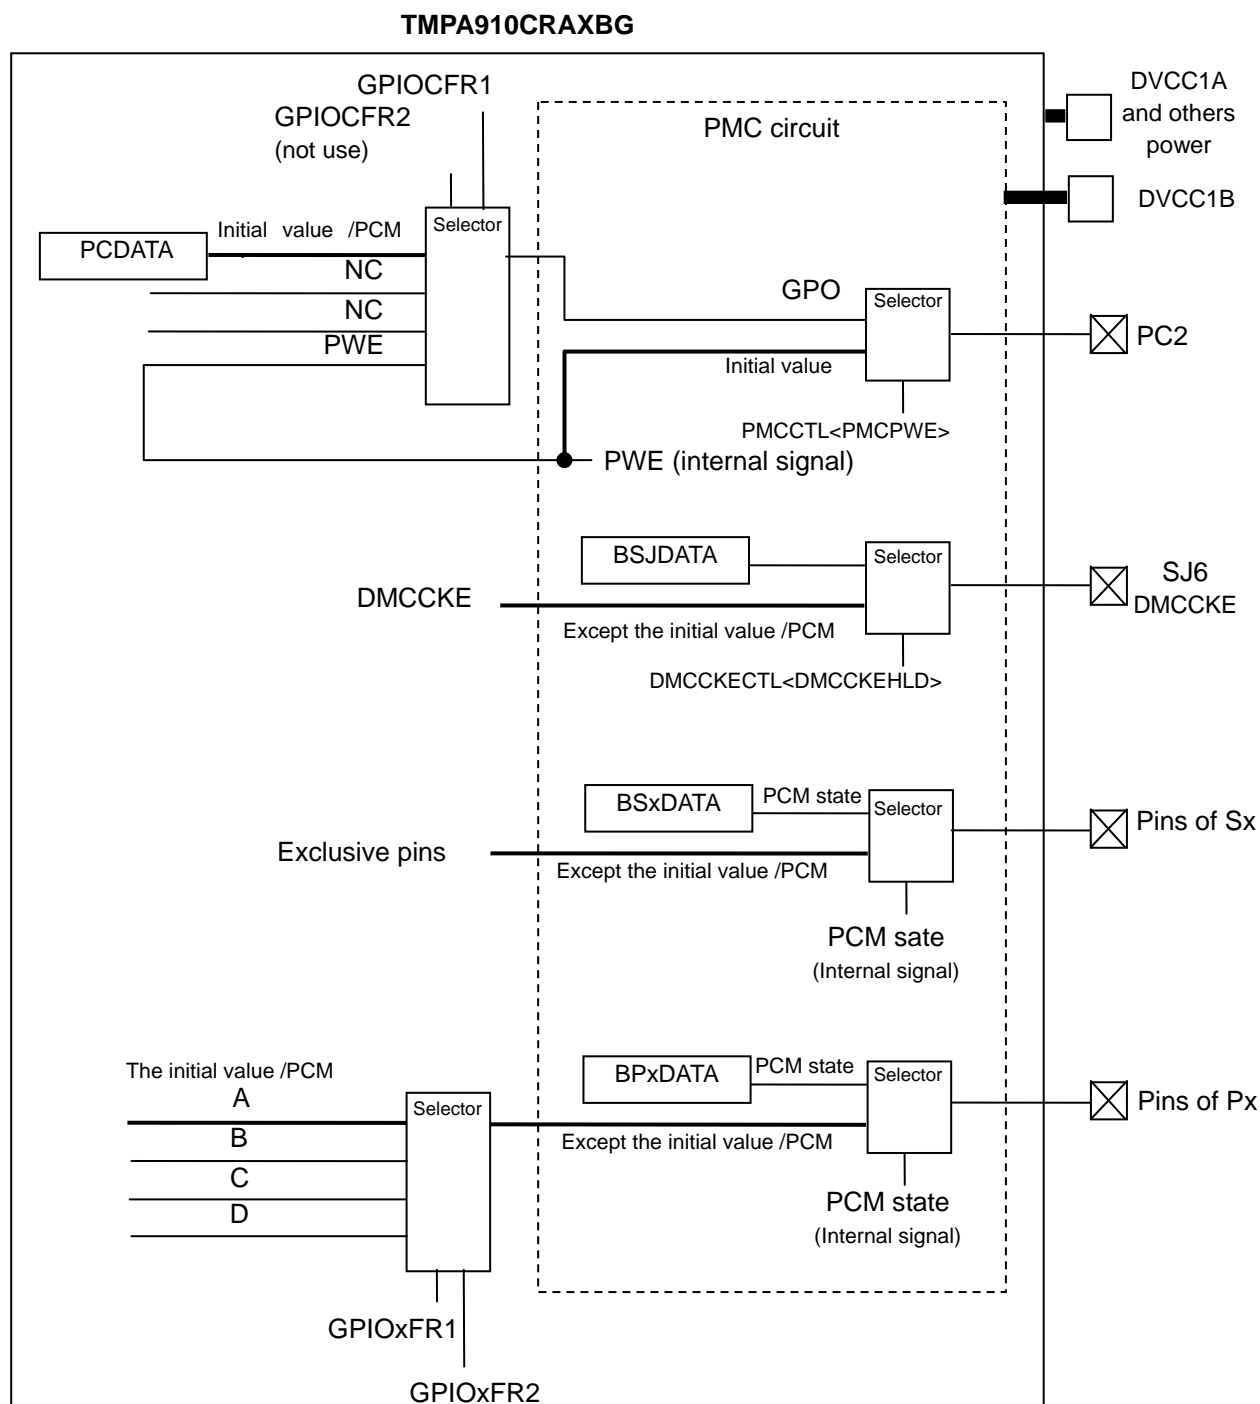 TMPA910CRAXBG
GPIOCFR1
GPIOCFR2
(not use)
PMC circuit
DVCC1A
and others
power
DVCC1B
PCDATA
Initial value /PCM
NC
NC
PWE
Selector
GPO
Selector
Initial value
PC2
PMCCTL<PMCPWE>
PWE (internal signal)
BSJDATA
Selector
DMCCKE
Except the initial value /PCM
SJ6
DMCCKE
DMCCKECTL<DMCCKEHLD>
BSxDATA
PCM state
Selector
Pins of Sx
Exclusive pins
Except the initial value /PCM
PCM sate
(Internal signal)
The initial value /PCM
A
B
C
D
Selector
BPxDATA
PCM state
Selector
Pins of Px
Except the initial value /PCM
PCM state
(Internal signal)
GPIOxFR1
GPIOxFR2